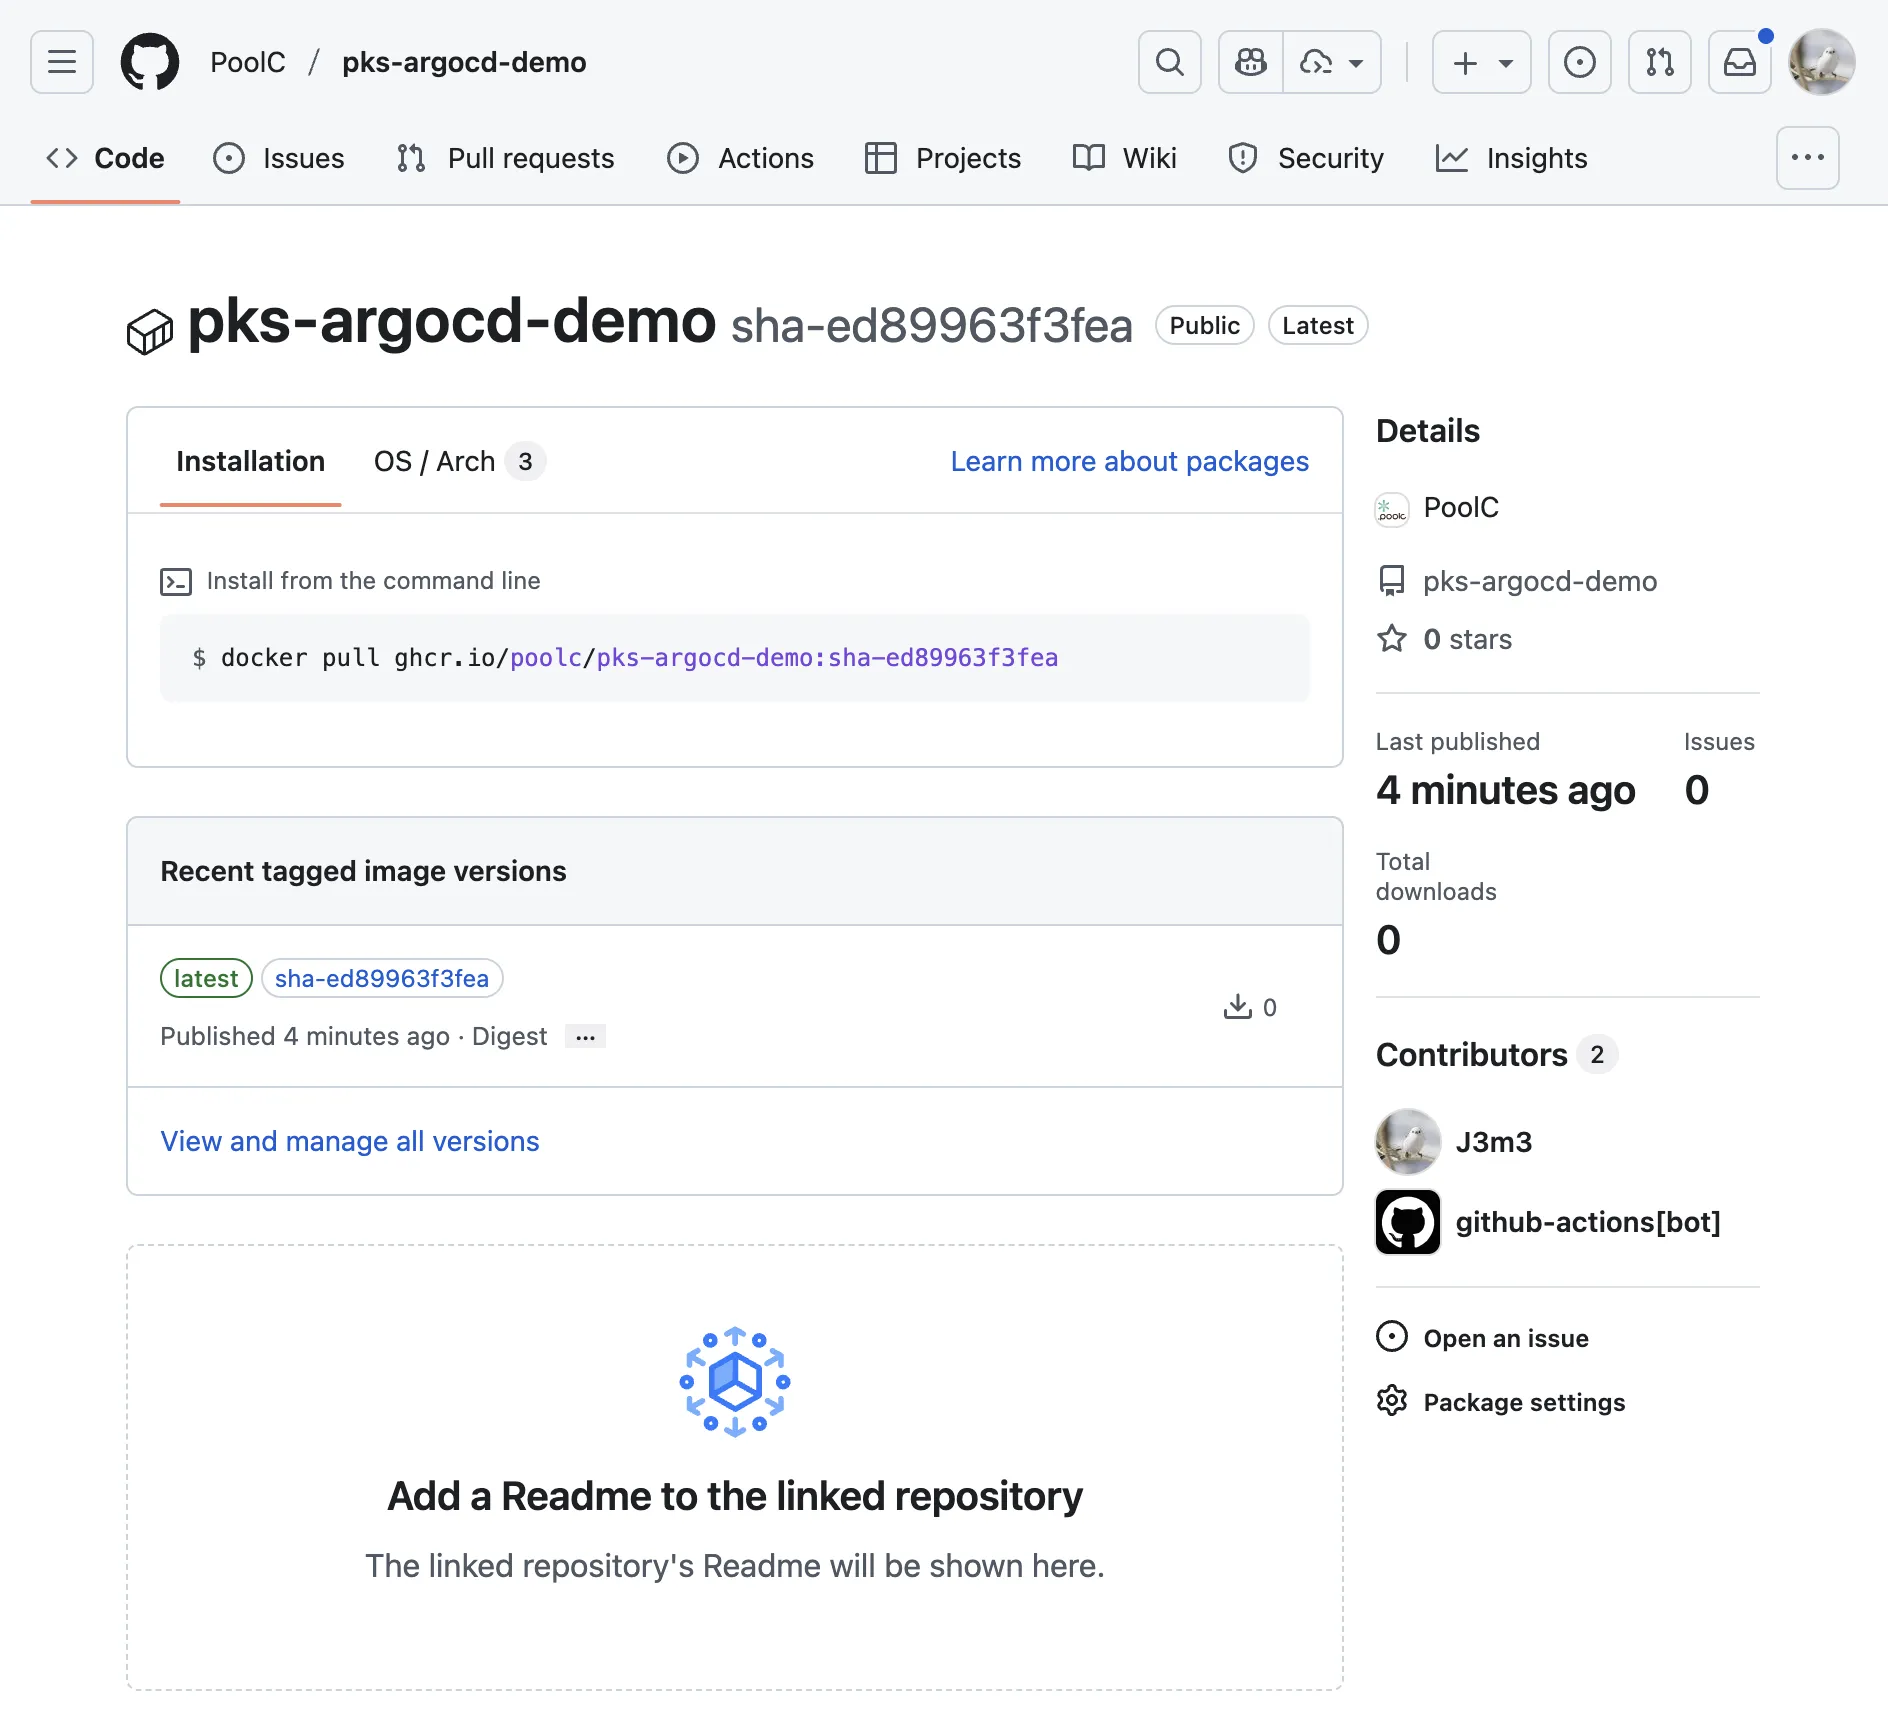 PoolC / pks-argocd-demo
Code Issues Pull requests Actions Projects Wiki Security Insights
pks-argocd-demo sha-ed89963f3fea Public Latest
Installation OS / Arch 3 Learn more about packages
Install from the command line
$ docker pull ghcr.io/poolc/pks-argocd-demo:sha-ed89963f3fea
Recent tagged image versions
latest sha-ed89963f3fea
Published 4 minutes ago · Digest ...
0
View and manage all versions
Add a Readme to the linked repository
The linked repository's Readme will be shown here.
Details
poolc PoolC
pks-argocd-demo
0 stars
Last published Issues
4 minutes ago 0
Total
downloads
0
Contributors 2
J3m3
github-actions[bot]
Open an issue
Package settings